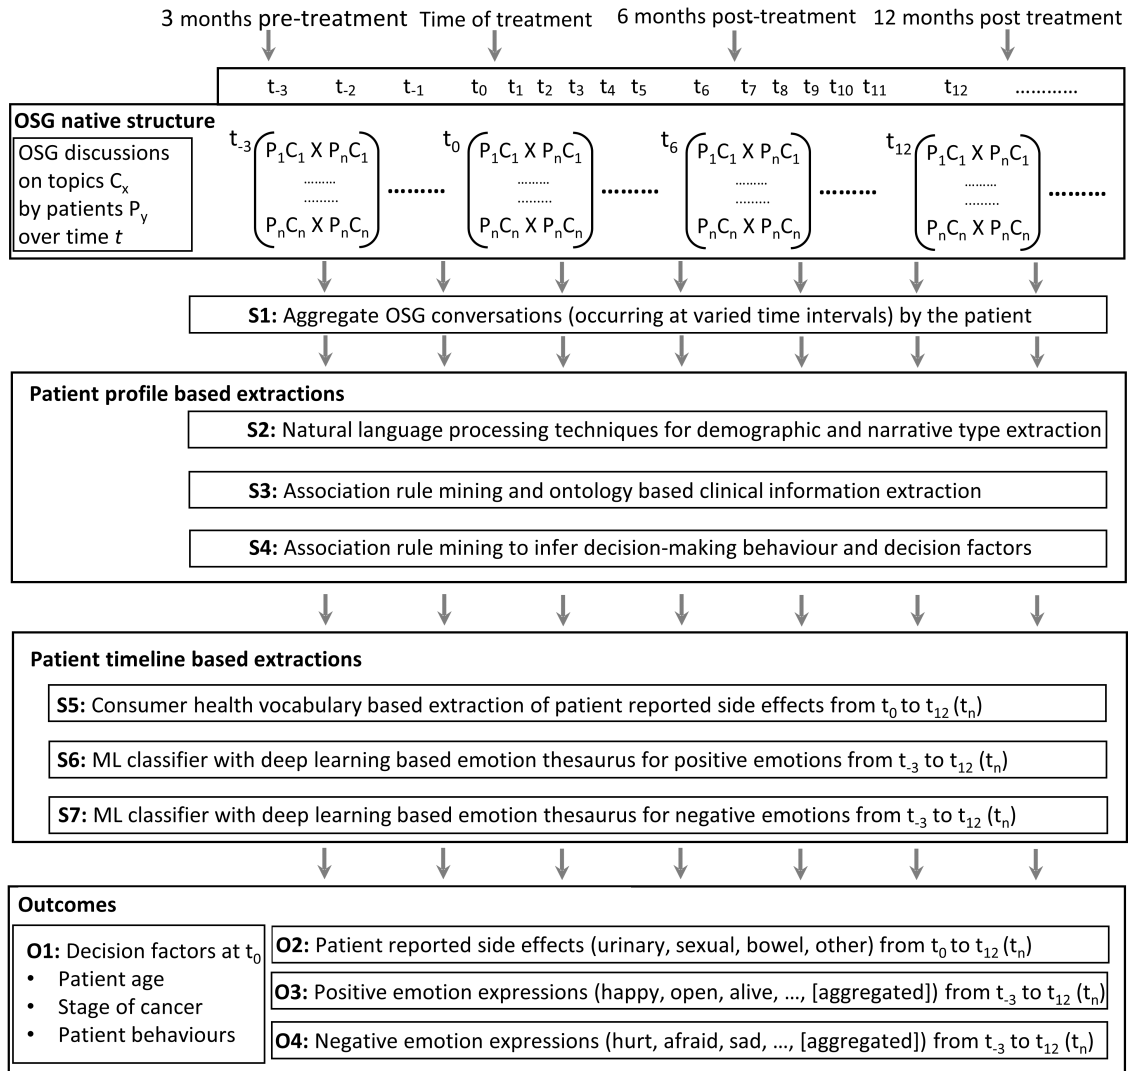 3 months pre-treatment Time of treatment 6 months post-treatment 12 months post treatment
t-3 t-2 t-1 t0 t1 t2 t3 t4 t5 t6 t7 t8 t9 t10 t11 t12 …………
OSG native structure
OSG discussions
on topics Cx
by patients Py
over time t
t-3 P1C1 X PnC1 t0 P1C1 X PnC1 t6 P1C1 X PnC1 t12 P1C1 X PnC1
......... ......... ......... .........
......... ......... ......... ......... ......... ......... ......... .........
PnCn X PnCn PnCn X PnCn PnCn X PnCn PnCn X PnCn
S1: Aggregate OSG conversations (occurring at varied time intervals) by the patient
Patient profile based extractions
S2: Natural language processing techniques for demographic and narrative type extraction
S3: Association rule mining and ontology based clinical information extraction
S4: Association rule mining to infer decision-making behaviour and decision factors
Patient timeline based extractions
S5: Consumer health vocabulary based extraction of patient reported side effects from t0 to t12 (tn)
S6: ML classifier with deep learning based emotion thesaurus for positive emotions from t-3 to t12 (tn)
S7: ML classifier with deep learning based emotion thesaurus for negative emotions from t-3 to t12 (tn)
Outcomes
O1: Decision factors at t0
• Patient age
• Stage of cancer
• Patient behaviours
O2: Patient reported side effects (urinary, sexual, bowel, other) from t0 to t12 (tn)
O3: Positive emotion expressions (happy, open, alive, …, [aggregated]) from t-3 to t12 (tn)
O4: Negative emotion expressions (hurt, afraid, sad, …, [aggregated]) from t-3 to t12 (tn)